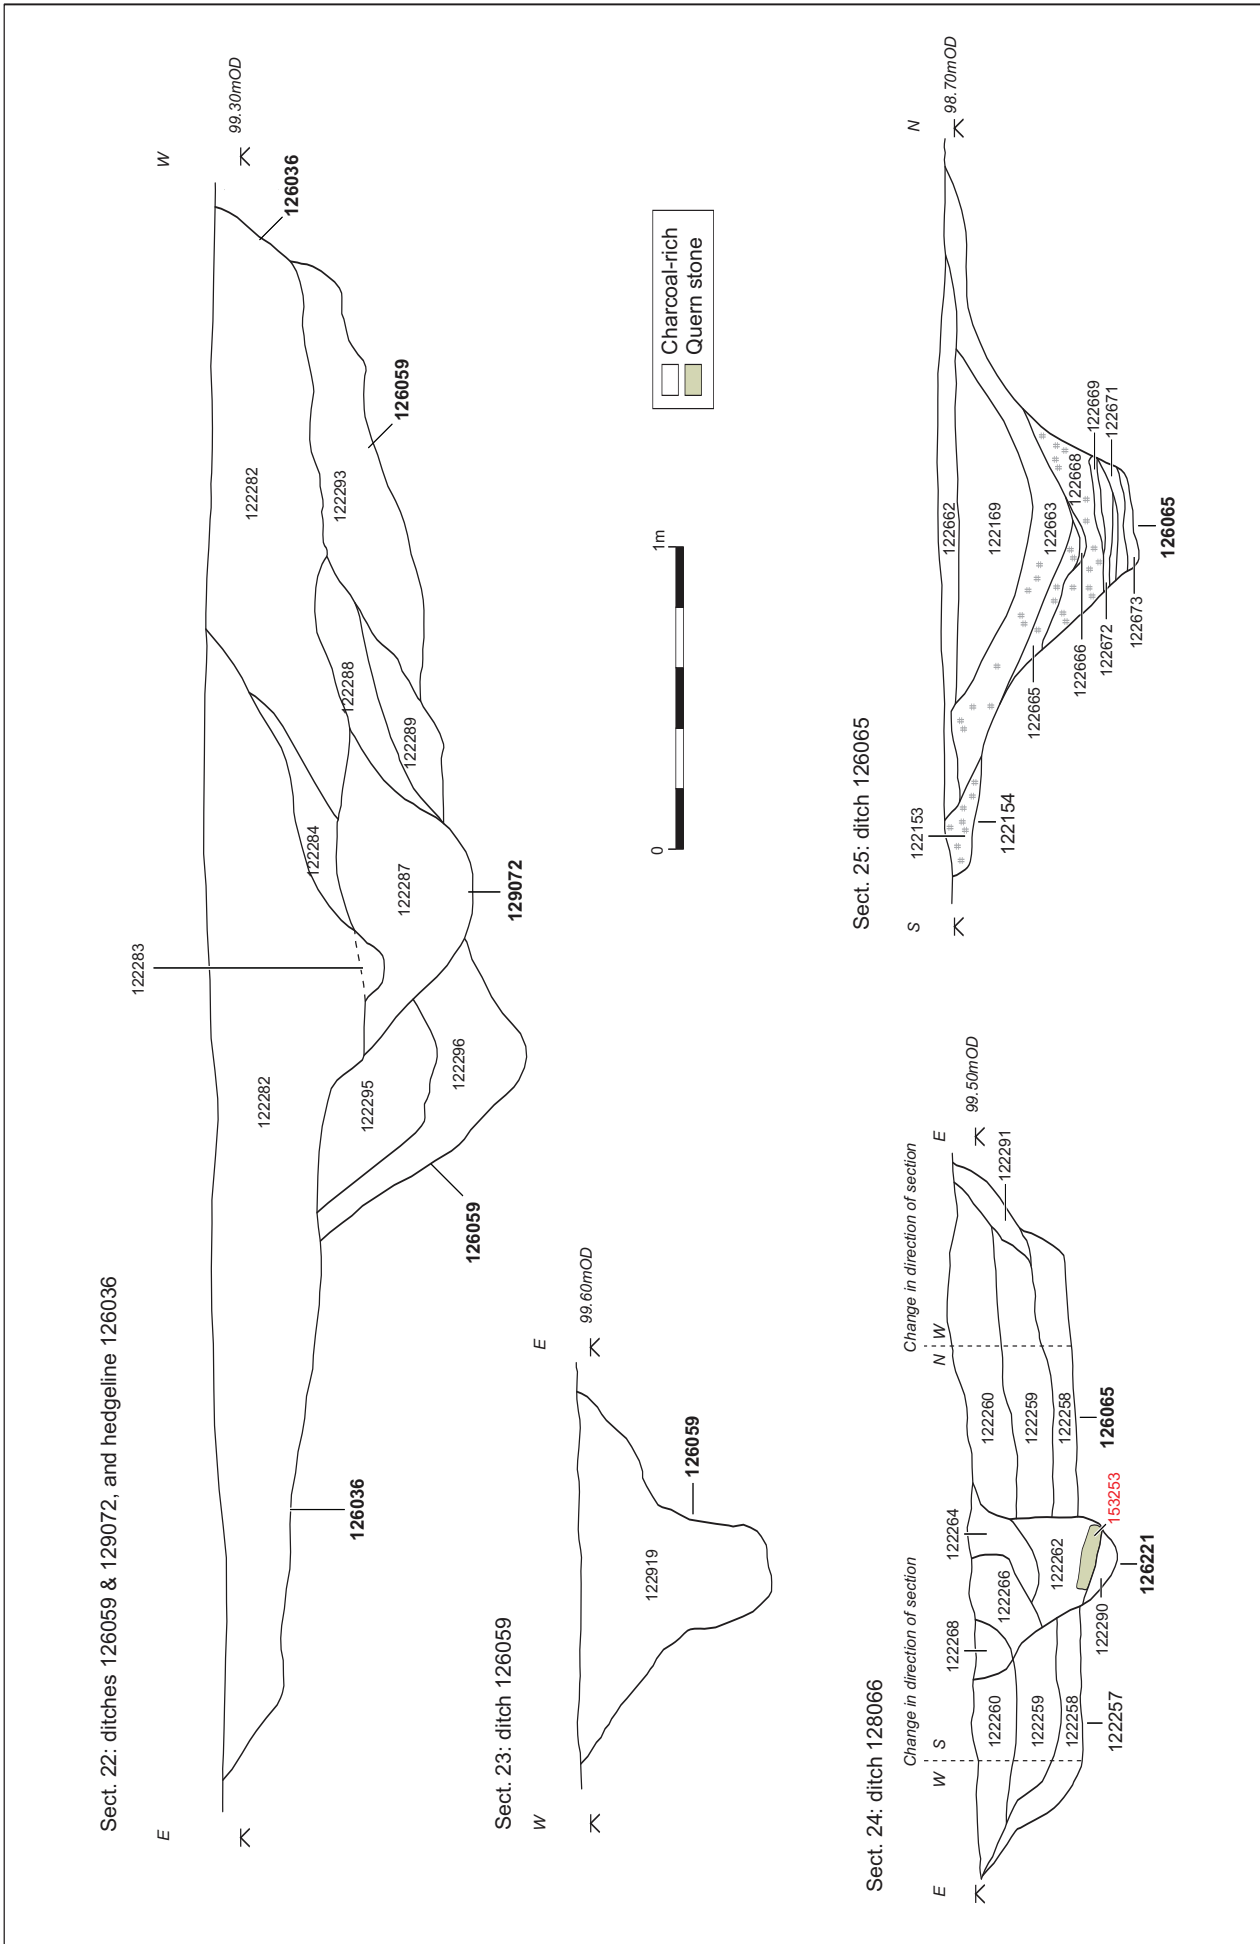 Sect. 22: ditches 126059 & 129072, and hedgeline 126036
E
W
99.30mOD
122283
122282
122282
126036
122284
122288
122293
122295
122287
122289
126059
122296
126059
129072
126036
Sect. 23: ditch 126059
W
E
99.60mOD
122919
126059
0
1m
Charcoal-rich
Quern stone
Sect. 24: ditch 128066
Change in direction of section
Change in direction of section
E
W
S
N
W
E
99.50mOD
122268
122264
122260
122266
122260
122291
122259
122262
122259
122258
122290
122258
122257
126221
153253
126065
Sect. 25: ditch 126065
S
N
98.70mOD
122153
122662
122154
122169
122663
122665
122668
122669
122666
122671
122672
122673
126065